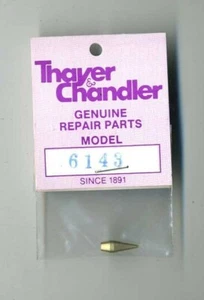 Thayer
&
Chandler
GENUINE
REPAIR PARTS
MODEL
6143
SINCE 1891